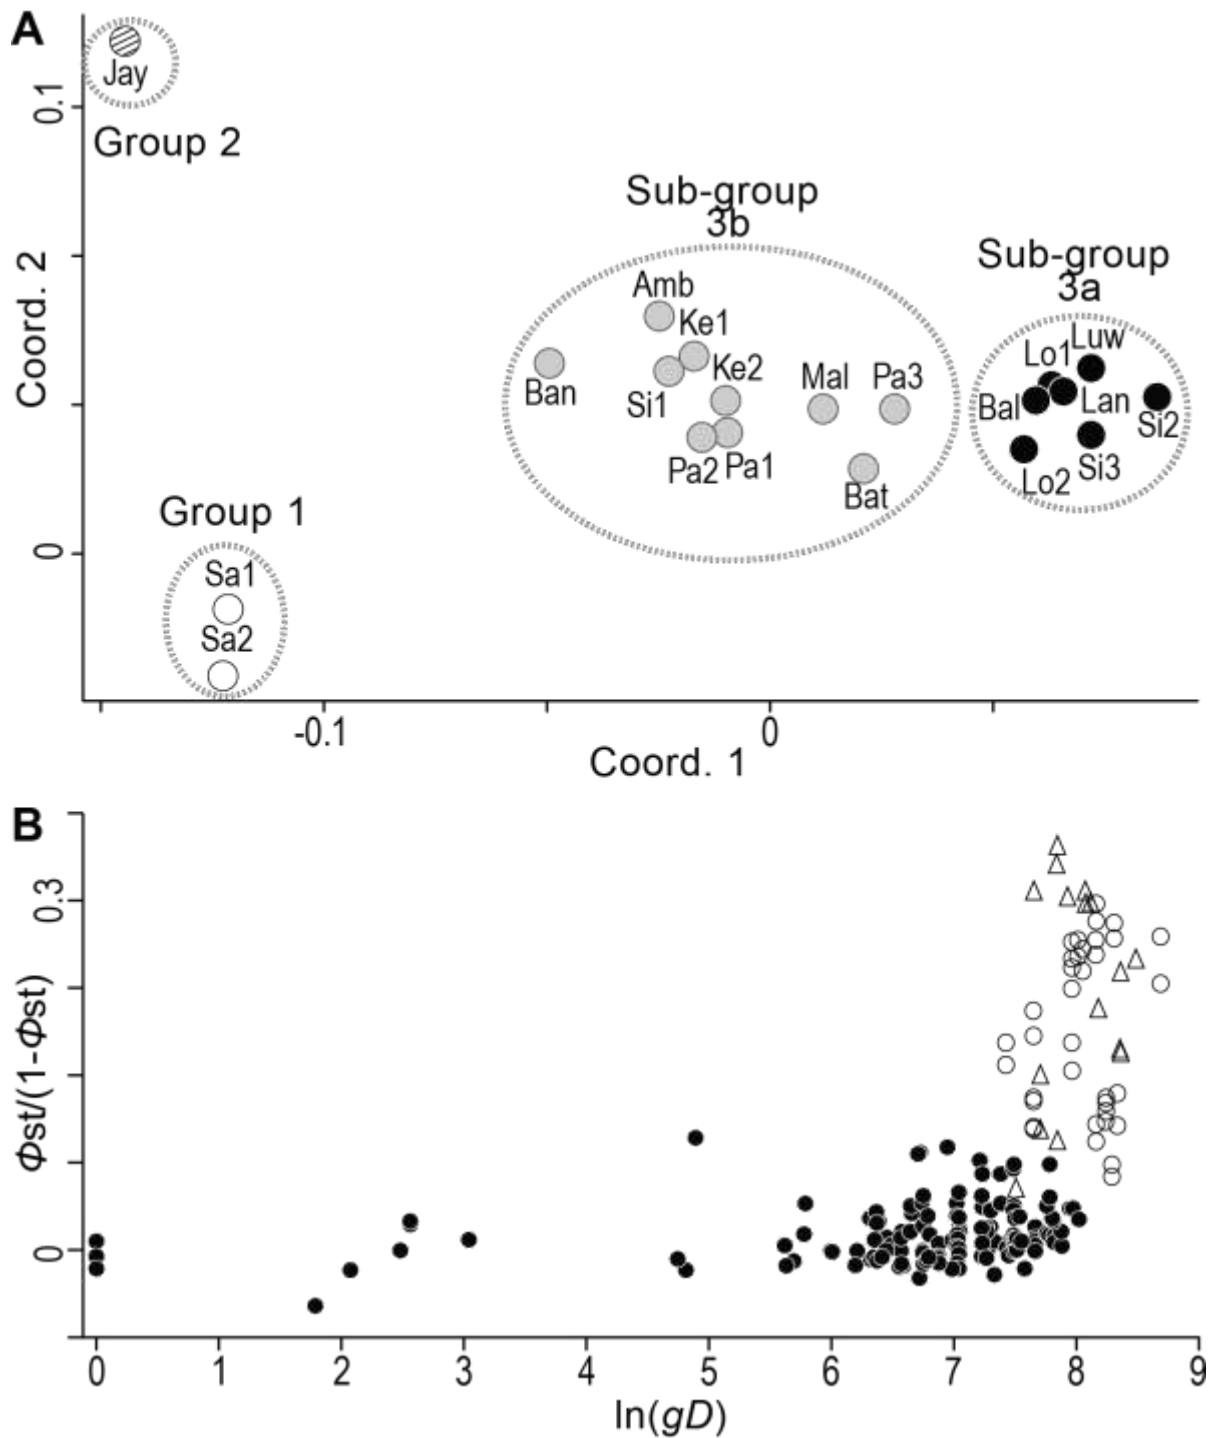 A
Jay
0.1
Group 2
Sub-group
3b
Sub-group
3a
Coord. 2
Amb
Ke1
Ban
Si1
Ke2
Mal
Pa3
Pa2
Pa1
Bat
Luw
Lo1
Bal
Lan
Si2
Lo2
Si3
Group 1
0
Sa1
Sa2
-0.1
0
Coord. 1
B
0.3
Φst/(1-Φst)
0
0 1 2 3 4 5 6 7 8 9
ln(gD)